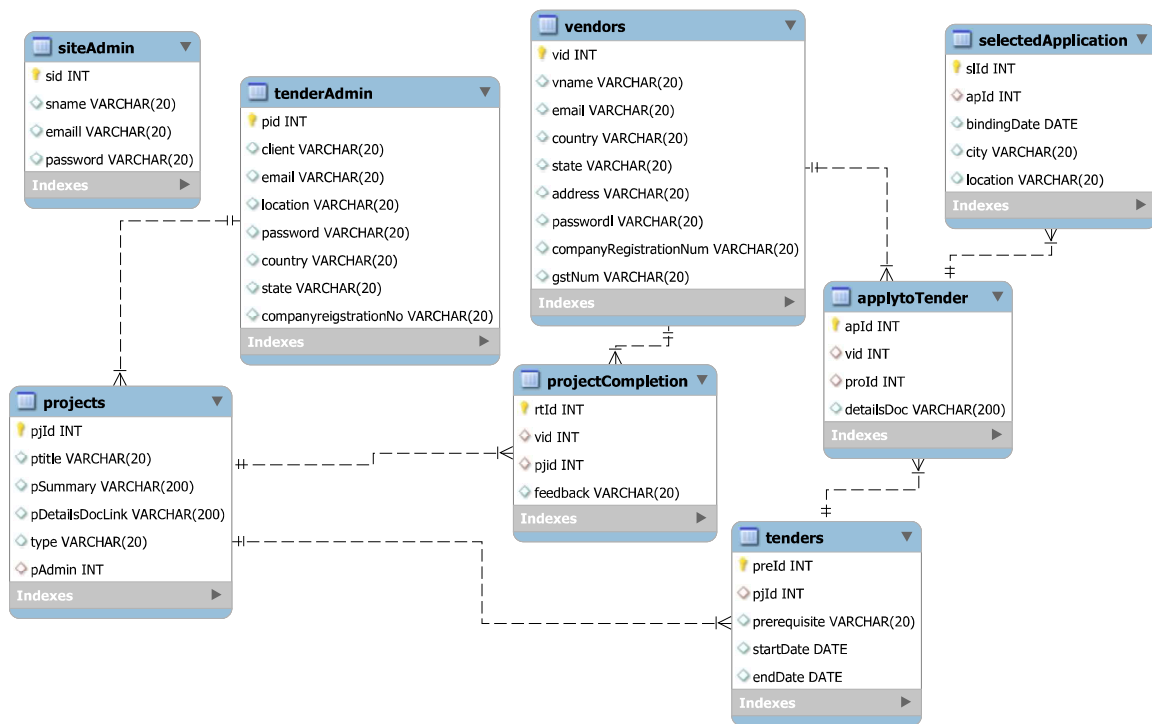 siteAdmin
sid INT
sname VARCHAR(20)
emaill VARCHAR(20)
password VARCHAR(20)
Indexes
tenderAdmin
pid INT
client VARCHAR(20)
email VARCHAR(20)
location VARCHAR(20)
password VARCHAR(20)
country VARCHAR(20)
state VARCHAR(20)
companyreigstrationNo VARCHAR(20)
Indexes
vendors
vid INT
vname VARCHAR(20)
email VARCHAR(20)
country VARCHAR(20)
state VARCHAR(20)
address VARCHAR(20)
passwordl VARCHAR(20)
companyRegistrationNum VARCHAR(20)
gstNum VARCHAR(20)
Indexes
selectedApplication
slId INT
apId INT
bindingDate DATE
city VARCHAR(20)
location VARCHAR(20)
Indexes
applytoTender
apId INT
vid INT
proId INT
detailsDoc VARCHAR(200)
Indexes
projectCompletion
rtId INT
vid INT
pjid INT
feedback VARCHAR(20)
Indexes
projects
pjId INT
ptitle VARCHAR(20)
pSummary VARCHAR(200)
pDetailsDocLink VARCHAR(200)
type VARCHAR(20)
pAdmin INT
Indexes
tenders
preId INT
pjId INT
prerequisite VARCHAR(20)
startDate DATE
endDate DATE
Indexes